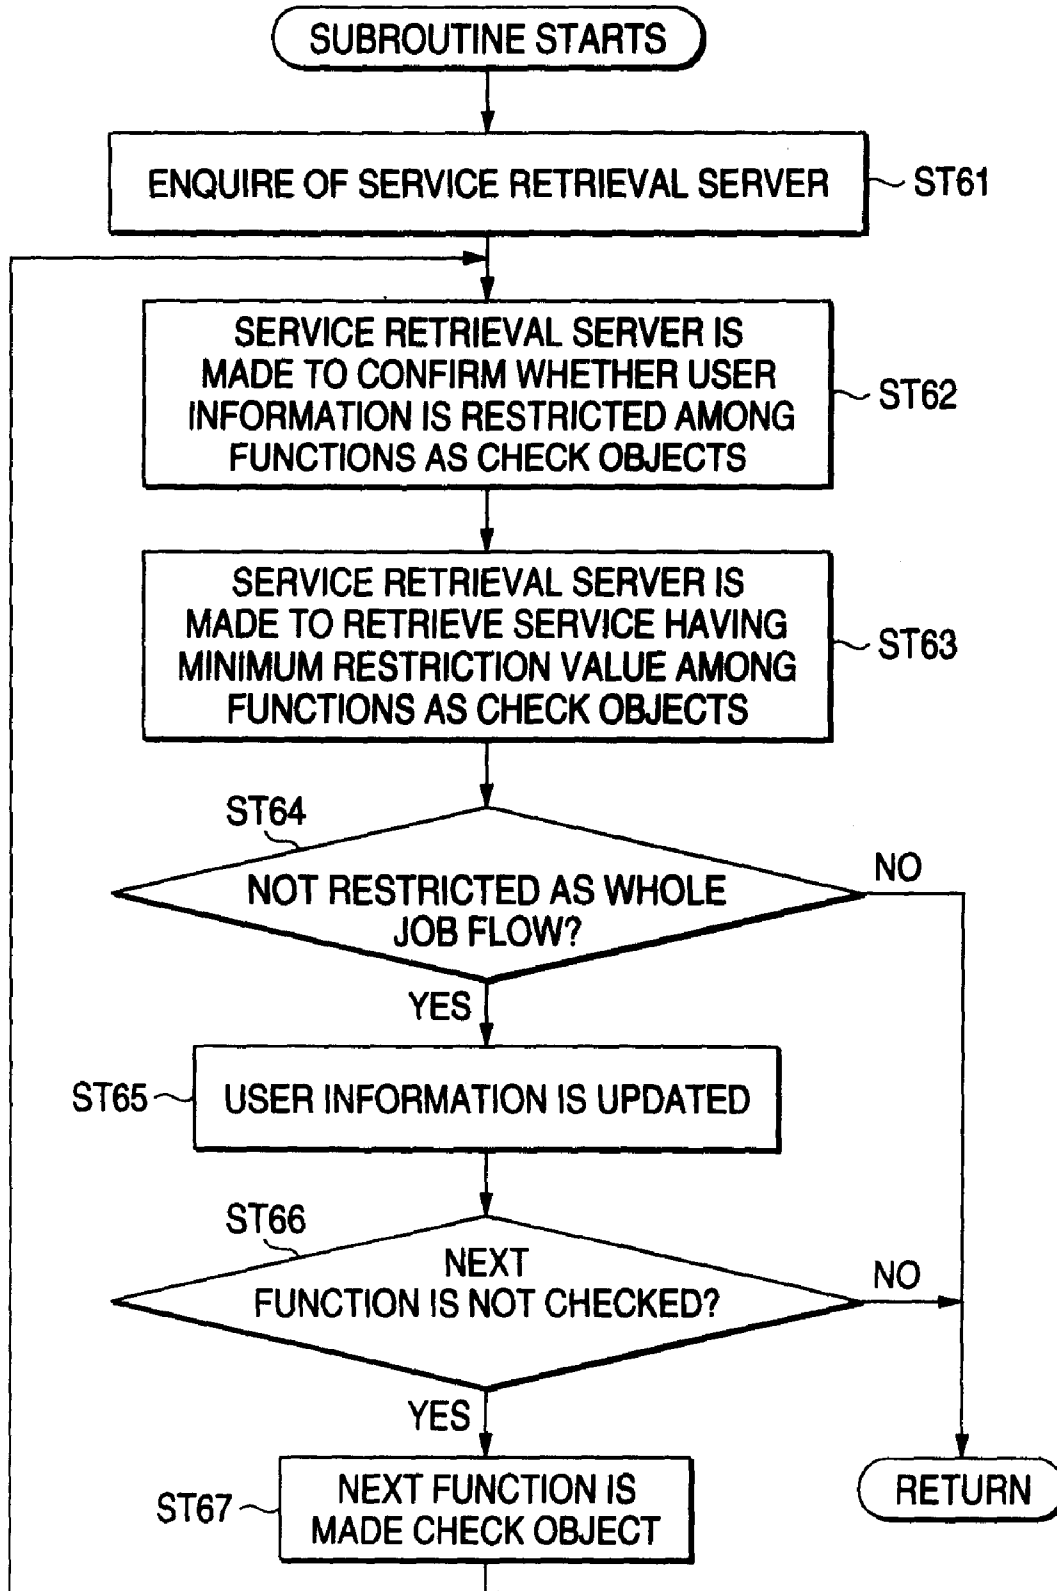 SUBROUTINE STARTS
ENQUIRE OF SERVICE RETRIEVAL SERVER
ST61
SERVICE RETRIEVAL SERVER IS
MADE TO CONFIRM WHETHER USER
INFORMATION IS RESTRICTED AMONG
FUNCTIONS AS CHECK OBJECTS
ST62
SERVICE RETRIEVAL SERVER IS
MADE TO RETRIEVE SERVICE HAVING
MINIMUM RESTRICTION VALUE AMONG
FUNCTIONS AS CHECK OBJECTS
ST63
ST64
NOT RESTRICTED AS WHOLE
JOB FLOW?
NO
YES
ST65
USER INFORMATION IS UPDATED
ST66
NEXT
FUNCTION IS NOT CHECKED?
NO
YES
ST67
NEXT FUNCTION IS
MADE CHECK OBJECT
RETURN